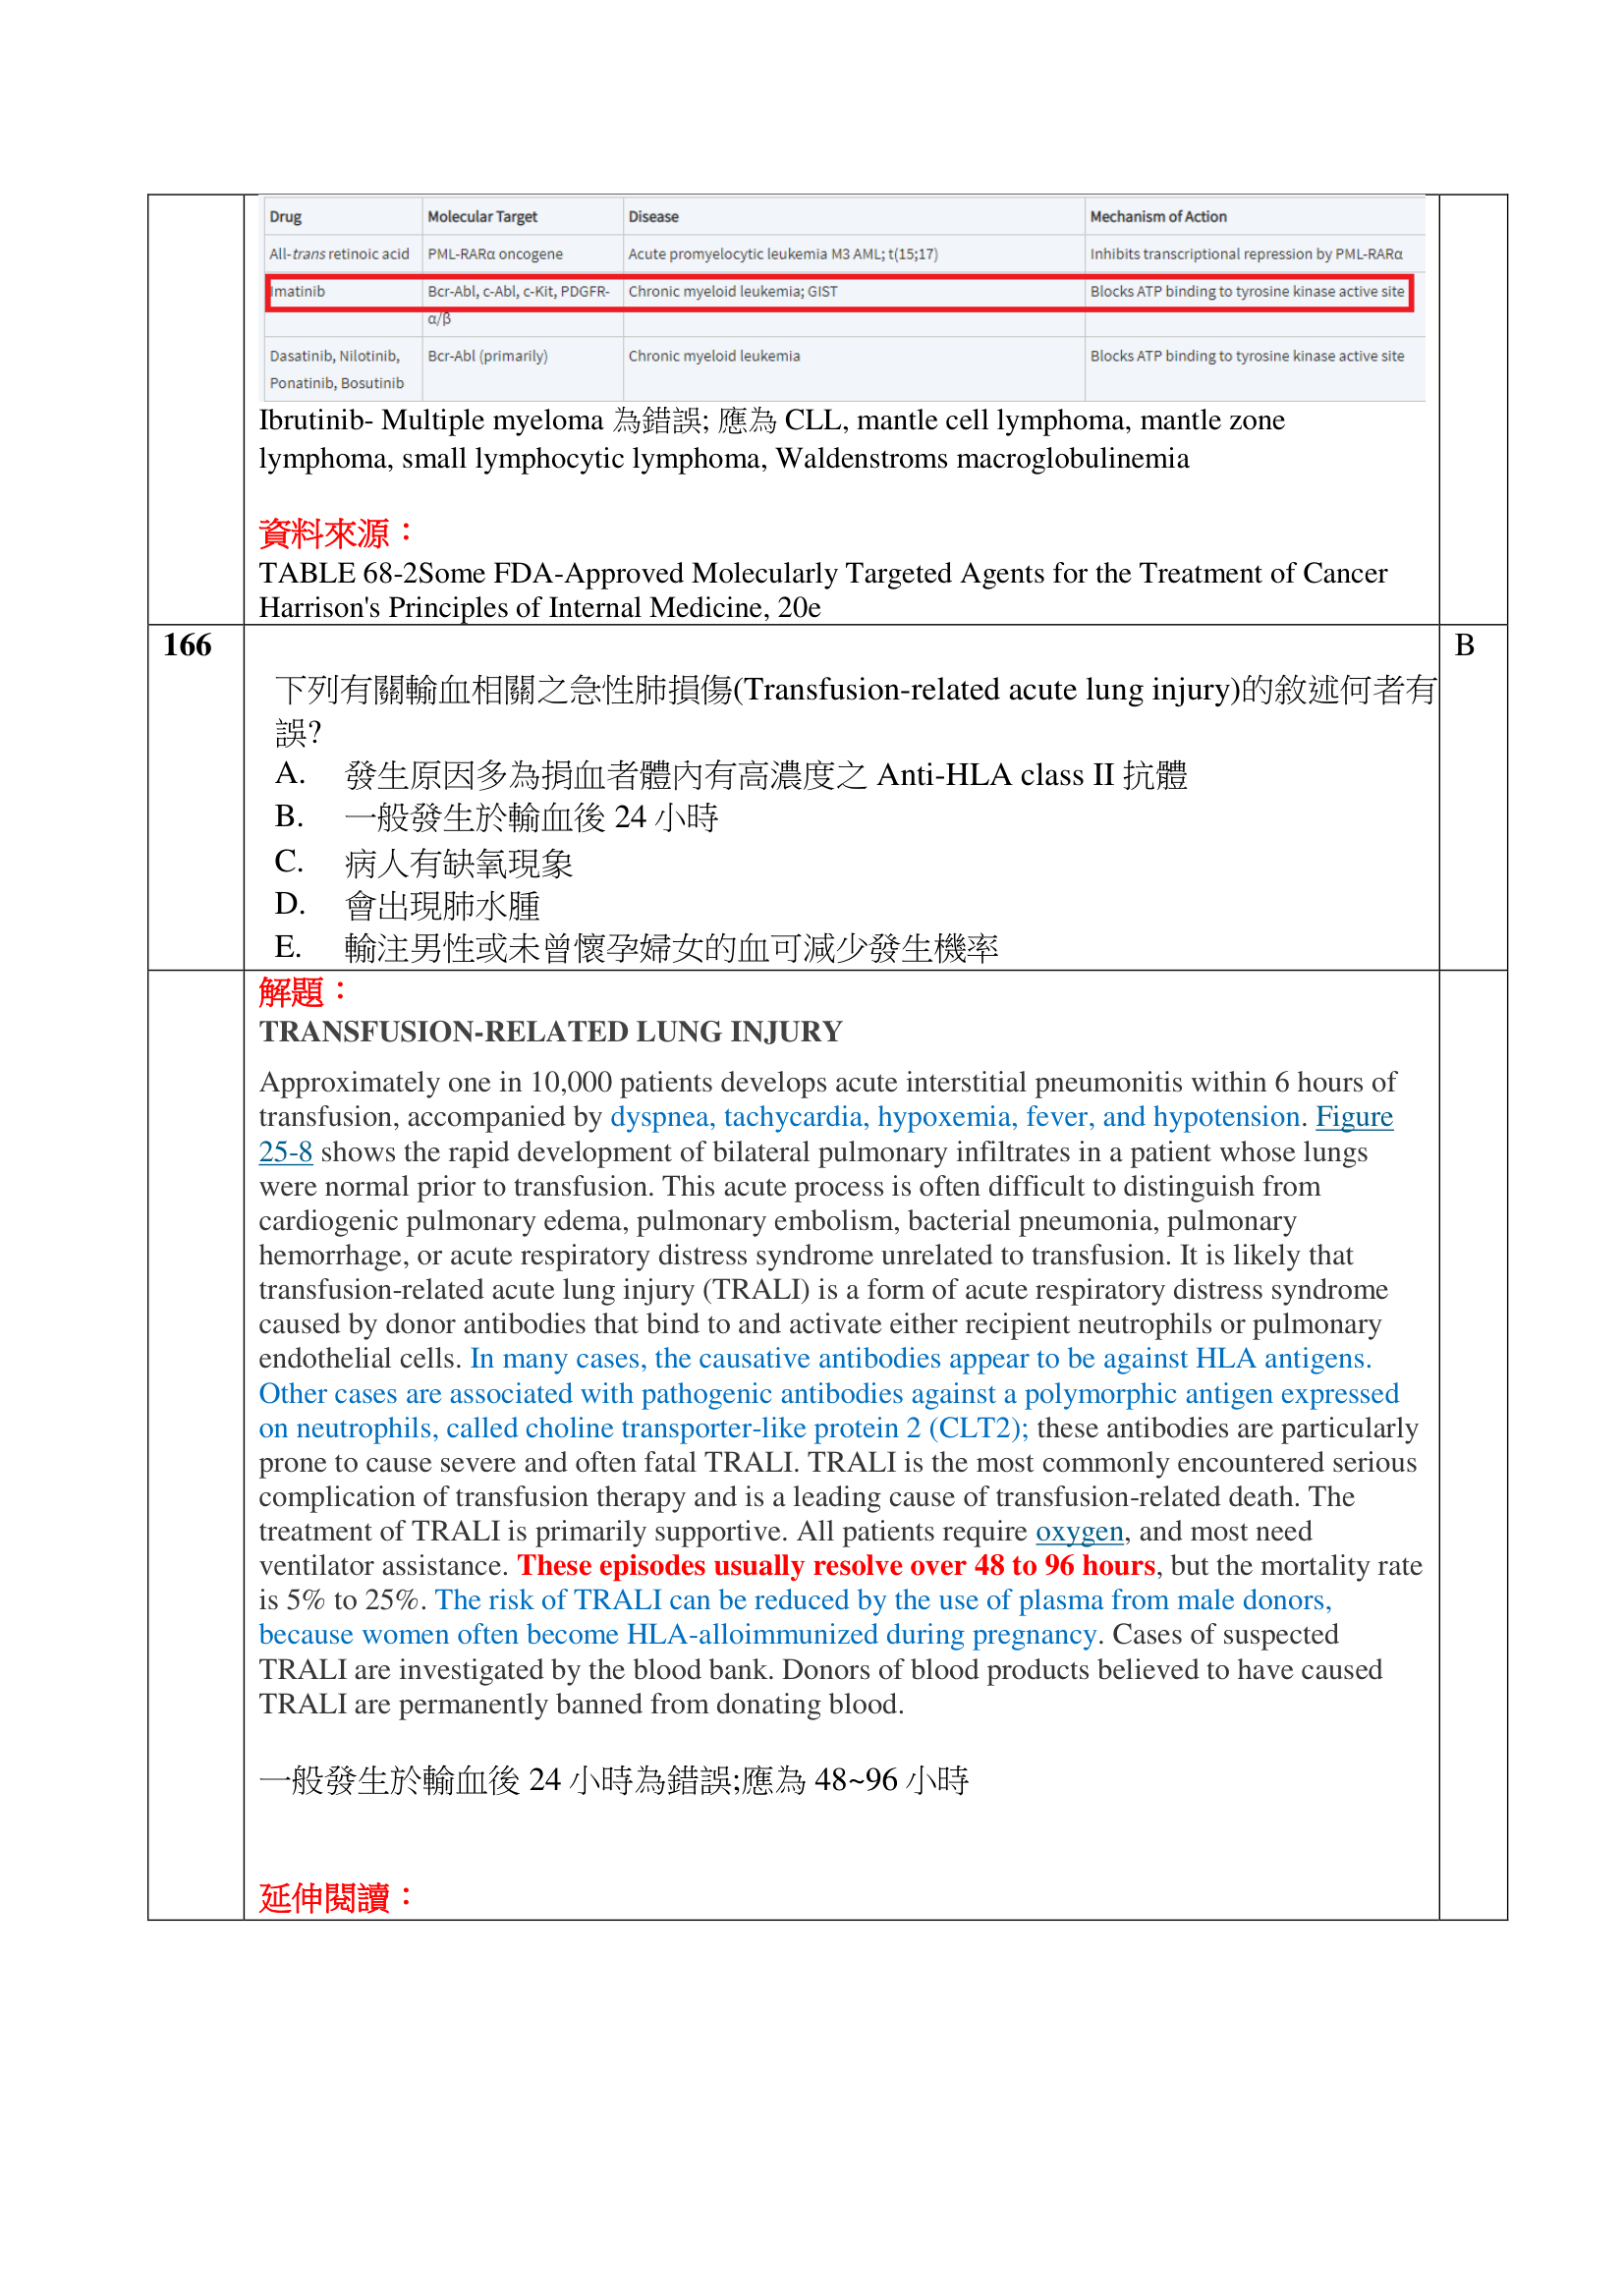 Drug Molecular Target Disease Mechanism of Action
All-trans retinoic acid PML-RARα oncogene Acute promyelocytic leukemia M3 AML; t(15;17) Inhibits transcriptional repression by PML-RARα
Imatinib Bcr-Abl, c-Abl, c-Kit, PDGFR- Chronic myeloid leukemia; GIST Blocks ATP binding to tyrosine kinase active site
α/β
Dasatinib, Nilotinib, Bcr-Abl (primarily) Chronic myeloid leukemia Blocks ATP binding to tyrosine kinase active site
Ponatinib, Bosutinib
Ibrutinib- Multiple myeloma 為錯誤; 應為 CLL, mantle cell lymphoma, mantle zone
lymphoma, small lymphocytic lymphoma, Waldenstroms macroglobulinemia
資料來源：
TABLE 68-2Some FDA-Approved Molecularly Targeted Agents for the Treatment of Cancer
Harrison's Principles of Internal Medicine, 20e
166 B
下列有關輸血相關之急性肺損傷(Transfusion-related acute lung injury)的敘述何者有
誤?
A. 發生原因多為捐血者體內有高濃度之 Anti-HLA class II 抗體
B. 一般發生於輸血後 24 小時
C. 病人有缺氧現象
D. 會出現肺水腫
E. 輸注男性或未曾懷孕婦女的血可減少發生機率
解題：
TRANSFUSION-RELATED LUNG INJURY
Approximately one in 10,000 patients develops acute interstitial pneumonitis within 6 hours of
transfusion, accompanied by dyspnea, tachycardia, hypoxemia, fever, and hypotension. Figure
25-8 shows the rapid development of bilateral pulmonary infiltrates in a patient whose lungs
were normal prior to transfusion. This acute process is often difficult to distinguish from
cardiogenic pulmonary edema, pulmonary embolism, bacterial pneumonia, pulmonary
hemorrhage, or acute respiratory distress syndrome unrelated to transfusion. It is likely that
transfusion-related acute lung injury (TRALI) is a form of acute respiratory distress syndrome
caused by donor antibodies that bind to and activate either recipient neutrophils or pulmonary
endothelial cells. In many cases, the causative antibodies appear to be against HLA antigens.
Other cases are associated with pathogenic antibodies against a polymorphic antigen expressed
on neutrophils, called choline transporter-like protein 2 (CLT2); these antibodies are particularly
prone to cause severe and often fatal TRALI. TRALI is the most commonly encountered serious
complication of transfusion therapy and is a leading cause of transfusion-related death. The
treatment of TRALI is primarily supportive. All patients require oxygen, and most need
ventilator assistance. These episodes usually resolve over 48 to 96 hours, but the mortality rate
is 5% to 25%. The risk of TRALI can be reduced by the use of plasma from male donors,
because women often become HLA-alloimmunized during pregnancy. Cases of suspected
TRALI are investigated by the blood bank. Donors of blood products believed to have caused
TRALI are permanently banned from donating blood.
一般發生於輸血後 24 小時為錯誤;應為 48~96 小時
延伸閱讀：